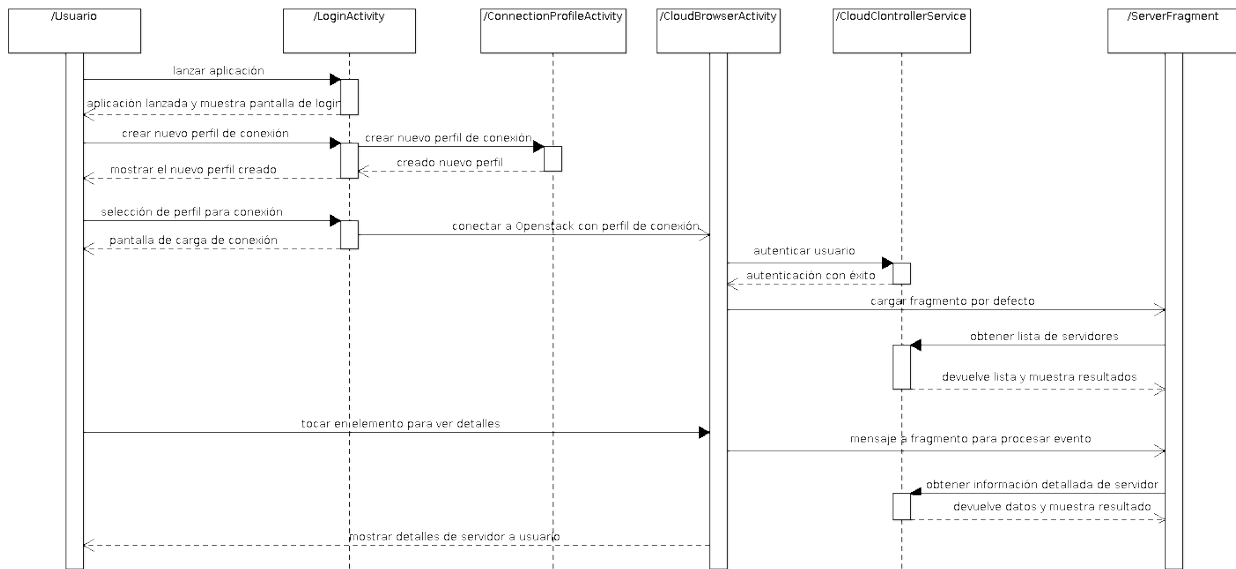 /Usuario
/LoginActivity
/ConnectionProfileActivity
/CloudBrowserActivity
/CloudClontrollerService
/ServerFragment
lanzar aplicación
aplicación lanzada y muestra pantalla de login
crear nuevo perfil de conexión
crear nuevo perfil de conexión
creado nuevo perfil
mostrar el nuevo perfil creado
selección de perfil para conexión
conectar a Openstack con perfil de conexión
pantalla de carga de conexión
autenticar usuario
autenticación con éxito
cargar fragmento por defecto
obtener lista de servidores
devuelve lista y muestra resultados
tocar en elemento para ver detalles
mensaje a fragmento para procesar evento
obtener información detallada de servidor
devuelve datos y muestra resultado
mostrar detalles de servidor a usuario